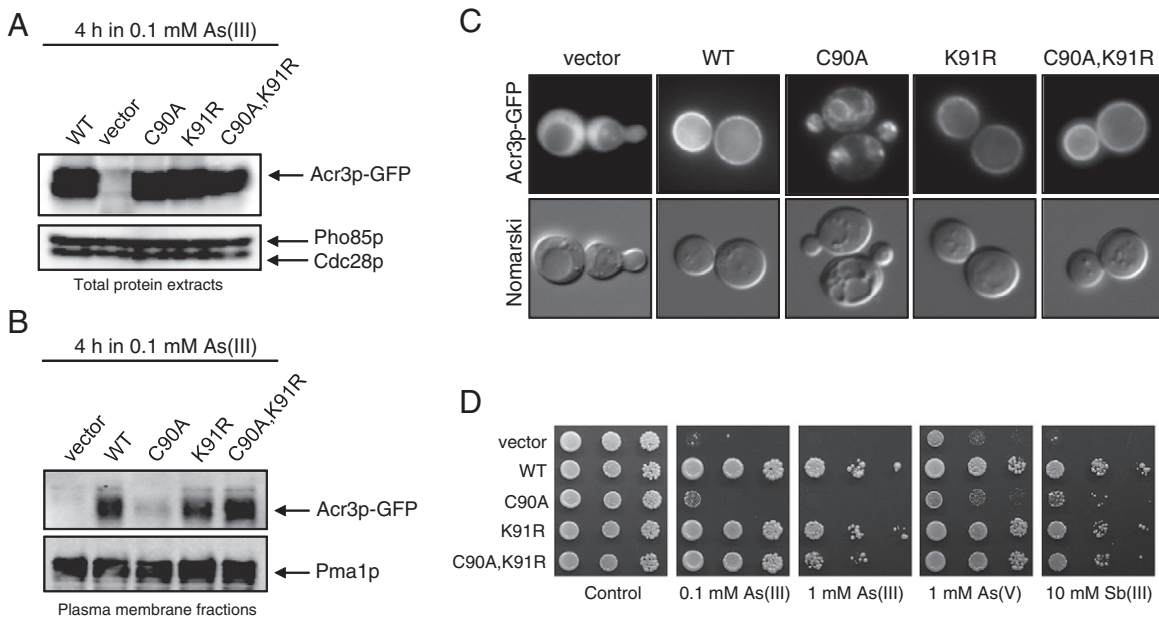 A
4 h in 0.1 mM As(III)
WT
vector
C90A
K91R
C90A,K91R
Acr3p-GFP
Pho85p
Cdc28p
Total protein extracts
B
4 h in 0.1 mM As(III)
vector
WT
C90A
K91R
C90A,K91R
Acr3p-GFP
Pma1p
Plasma membrane fractions
C
vector WT C90A K91R C90A,K91R
Acr3p-GFP
Nomarski
D
vector
WT
C90A
K91R
C90A,K91R
Control 0.1 mM As(III) 1 mM As(III) 1 mM As(V) 10 mM Sb(III)